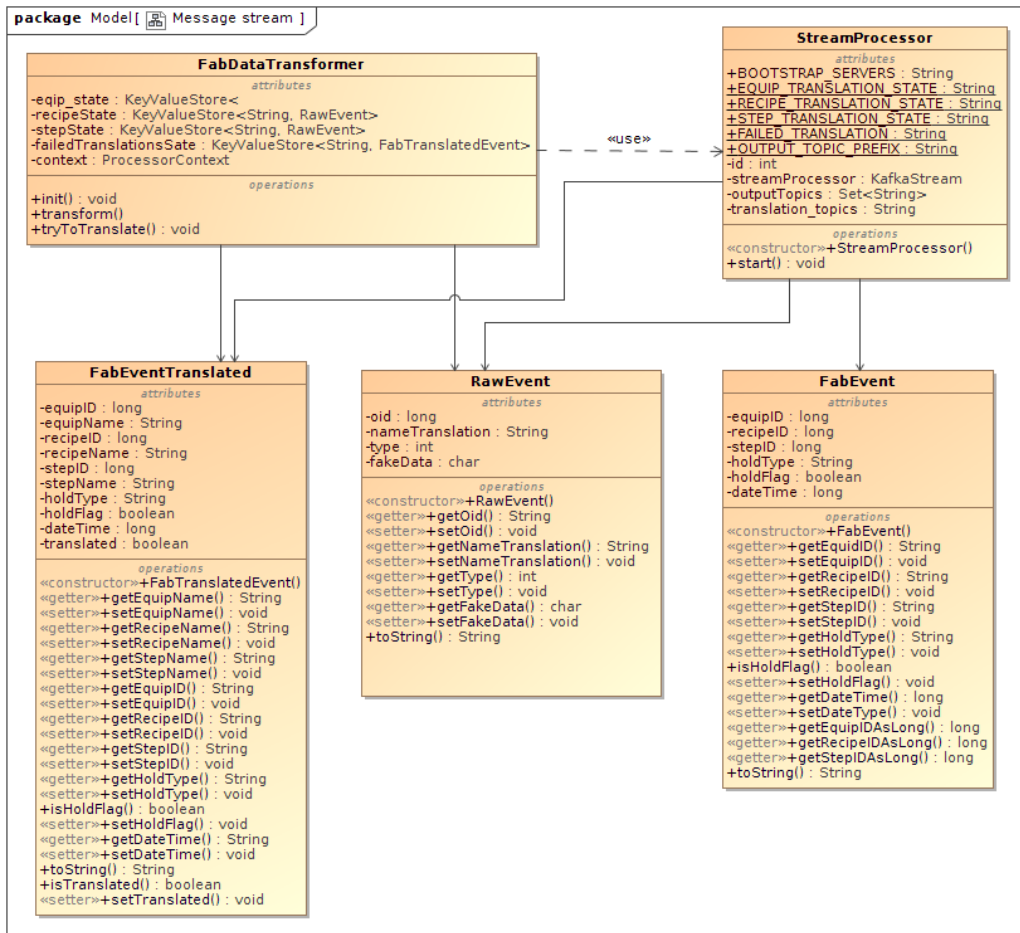 package Model[ Message stream ]
FabDataTransformer
attributes
-eqip_state : KeyValueStore<
-recipeState : KeyValueStore<String, RawEvent>
-stepState : KeyValueStore<String, RawEvent>
-failedTranslationsSate : KeyValueStore<String, FabTranslatedEvent>
-context : ProcessorContext
operations
+init() : void
+transform()
+tryToTranslate() : void
«use»
StreamProcessor
attributes
+BOOTSTRAP_SERVERS : String
+EQUIP_TRANSLATION_STATE : String
+RECIPE_TRANSLATION_STATE : String
+STEP_TRANSLATION_STATE : String
+FAILED_TRANSLATION : String
+OUTPUT_TOPIC_PREFIX : String
-id : int
-streamProcessor : KafkaStream
-outputTopics : Set<String>
-translation_topics : String
operations
«constructor»+StreamProcessor()
+start() : void
FabEventTranslated
attributes
-equipID : long
-equipName : String
-recipeID : long
-recipeName : String
-stepID : long
-stepName : String
-holdType : String
-holdFlag : boolean
-dateTime : long
-translated : boolean
operations
«constructor»+FabTranslatedEvent()
«getter»+getEquipName() : String
«setter»+setEquipName() : void
«getter»+getRecipeName() : String
«setter»+setRecipeName() : void
«getter»+getStepName() : String
«setter»+setStepName() : void
«getter»+getEquipID() : String
«setter»+setEquipID() : void
«getter»+getRecipeID() : String
«setter»+setRecipeID() : void
«getter»+getStepID() : String
«setter»+setStepID() : void
«getter»+getHoldType() : String
«setter»+setHoldType() : void
+isHoldFlag() : boolean
«setter»+setHoldFlag() : void
«getter»+getDateTime() : String
«setter»+setDateTime() : void
+toString() : String
+isTranslated() : boolean
«setter»+setTranslated() : void
RawEvent
attributes
-oid : long
-nameTranslation : String
-type : int
-fakeData : char
operations
«constructor»+RawEvent()
«getter»+getOid() : String
«setter»+setOid() : void
«getter»+getNameTranslation() : String
«setter»+setNameTranslation() : void
«getter»+getType() : int
«setter»+setType() : void
«getter»+getFakeData() : char
«setter»+setFakeData() : void
+toString() : String
FabEvent
attributes
-equipID : long
-recipeID : long
-stepID : long
-holdType : String
-holdFlag : boolean
-dateTime : long
operations
«constructor»+FabEvent()
«getter»+getEquidID() : String
«setter»+setEquipID() : void
«getter»+getRecipeID() : String
«setter»+setRecipeID() : void
«getter»+getStepID() : String
«setter»+setStepID() : void
«getter»+getHoldType() : String
«setter»+setHoldType() : void
+isHoldFlag() : boolean
«setter»+setHoldFlag() : void
«getter»+getDateTime() : long
«setter»+setDateType() : void
«getter»+getEquipIDAsLong() : long
«getter»+getRecipeIDAsLong() : long
«getter»+getStepIDAsLong() : long
+toString() : String